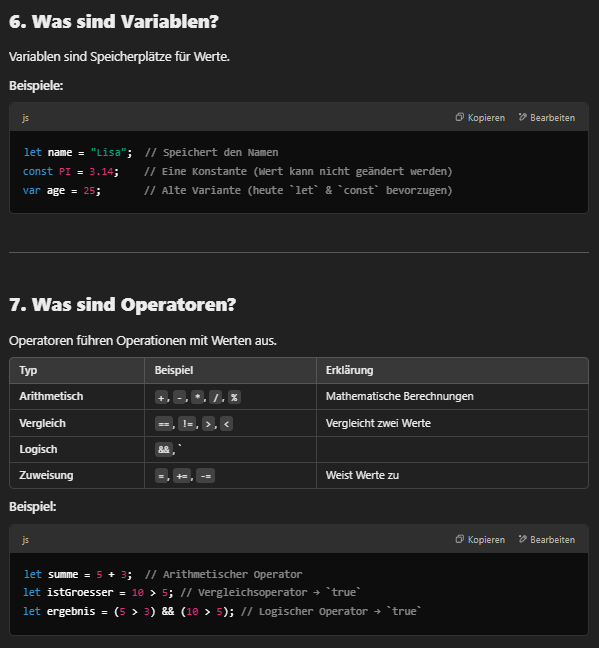 6. Was sind Variablen?
Variablen sind Speicherplätze für Werte.
Beispiele:
js Kopieren Bearbeiten
let name = "Lisa";  // Speichert den Namen
const PI = 3.14;    // Eine Konstante (Wert kann nicht geändert werden)
var age = 25;       // Alte Variante (heute `let` & `const` bevorzugen)
7. Was sind Operatoren?
Operatoren führen Operationen mit Werten aus.
Typ Beispiel Erklärung
Arithmetisch +, -, *, /, % Mathematische Berechnungen
Vergleich ==, !=, >, < Vergleicht zwei Werte
Logisch &&, `
Zuweisung =, +=, -= Weist Werte zu
Beispiel:
js Kopieren Bearbeiten
let summe = 5 + 3;  // Arithmetischer Operator
let istGroesser = 10 > 5; // Vergleichsoperator → `true`
let ergebnis = (5 > 3) && (10 > 5); // Logischer Operator → `true`